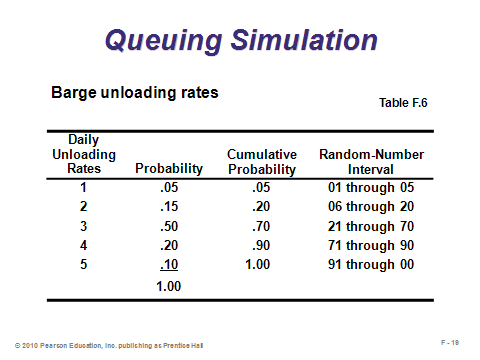 Queuing Simulation
Barge unloading rates
Table F.6
Daily
Unloading Cumulative Random-Number
Rates Probability Probability Interval
1 .05 .05 01 through 05
2 .15 .20 06 through 20
3 .50 .70 21 through 70
4 .20 .90 71 through 90
5 .10 1.00 91 through 00
1.00
© 2010 Pearson Education, Inc. publishing as Prentice Hall
F - 19